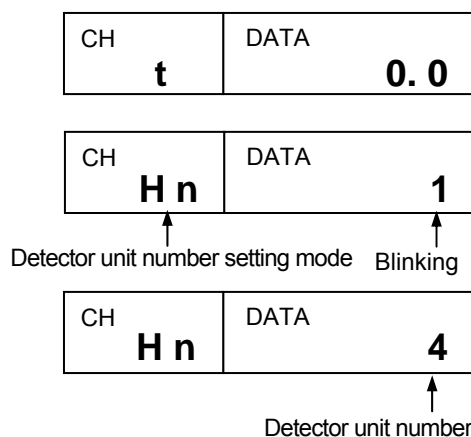 CH DATA
t 0. 0
CH DATA
H n 1
Detector unit number setting mode Blinking
CH DATA
H n 4
Detector unit number